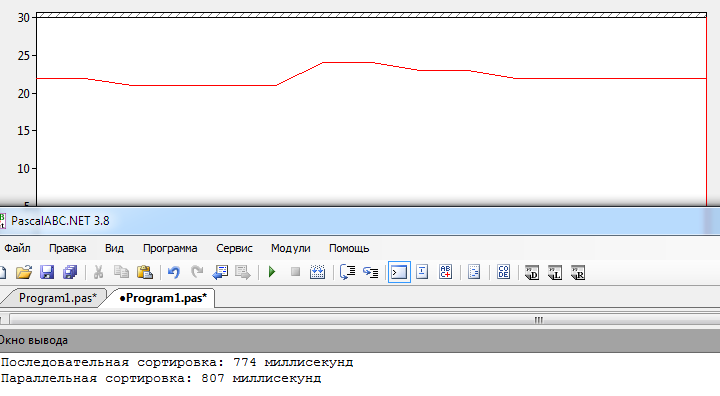 30
25
20
15
10
5
PascalABC.NET 3.8
Файл Правка Вид Программа Сервис Модули Помощь
Program1.pas* •Program1.pas*
Окно вывода
Последовательная сортировка: 774 миллисекунд
Параллельная сортировка: 807 миллисекунд